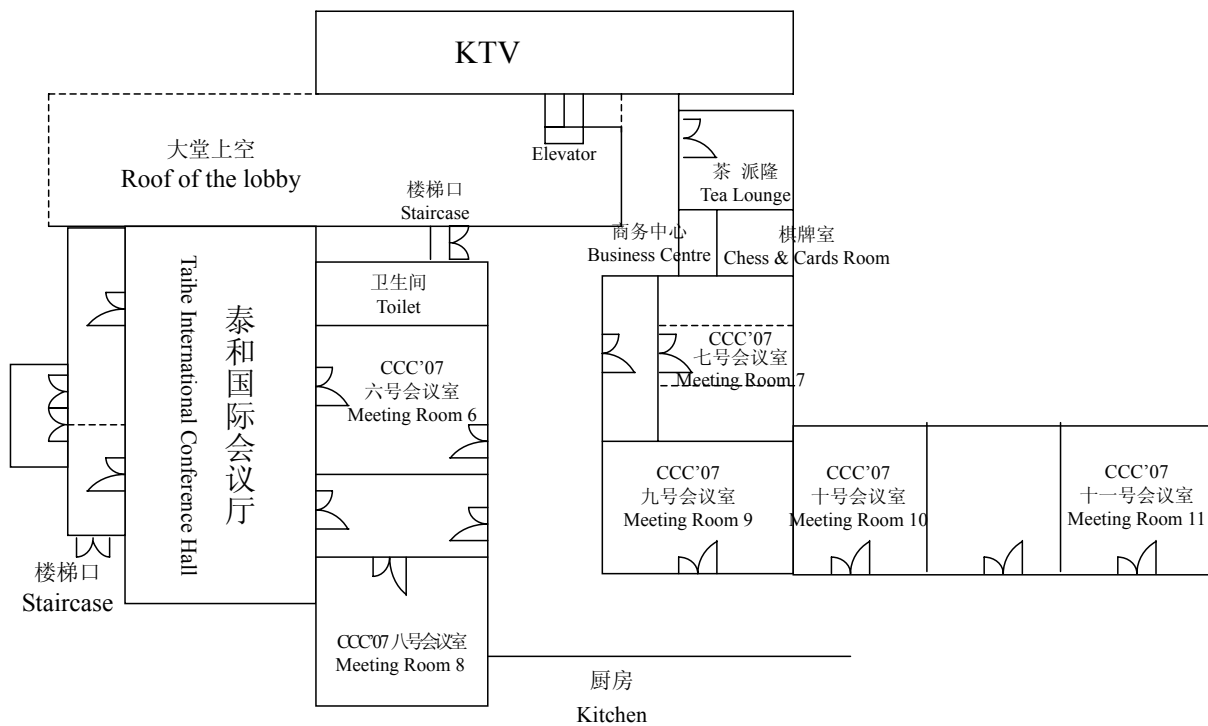 KTV
大堂上空
Roof of the lobby
Elevator
茶 派隆
Tea Lounge
楼梯口
Staircase
商务中心
Business Centre
棋牌室
Chess & Cards Room
卫生间
Toilet
泰和国际会议厅
Taihe International Conference Hall
CCC'07
六号会议室
Meeting Room 6
CCC'07
七号会议室
Meeting Room 7
CCC'07
九号会议室
Meeting Room 9
CCC'07
十号会议室
Meeting Room 10
CCC'07
十一号会议室
Meeting Room 11
楼梯口
Staircase
CCC'07 八号会议室
Meeting Room 8
厨房
Kitchen